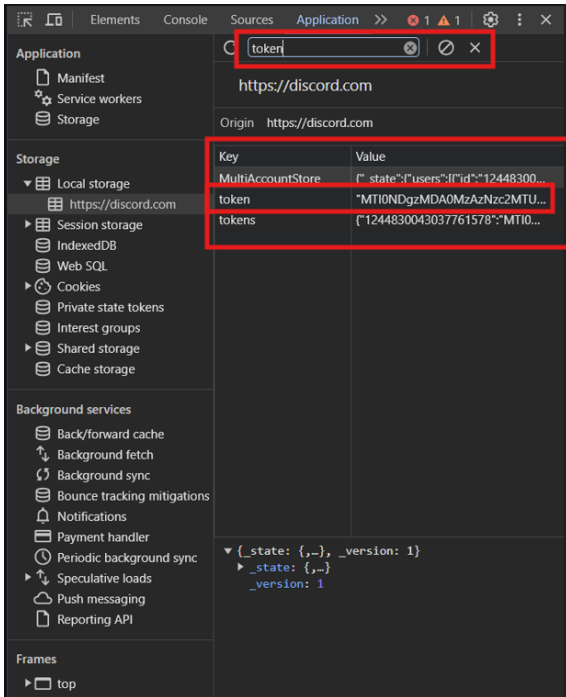 Elements Console Sources Application >> 1 1
token
Application
Manifest
Service workers
Storage
https://discord.com
Origin https://discord.com
Storage
Local storage
https://discord.com
Session storage
IndexedDB
Web SQL
Cookies
Private state tokens
Interest groups
Shared storage
Cache storage
Key Value
MultiAccountStore {"_state":{"users":[{"id":"12448300...
token "MTI0NDgzMDA0MzAzNzc2MTU...
tokens {"1244830043037761578":"MTI0...
Background services
Back/forward cache
Background fetch
Background sync
Bounce tracking mitigations
Notifications
Payment handler
Periodic background sync
Speculative loads
Push messaging
Reporting API
{_state: {,…}, _version: 1}
_state: {,…}
_version: 1
Frames
top